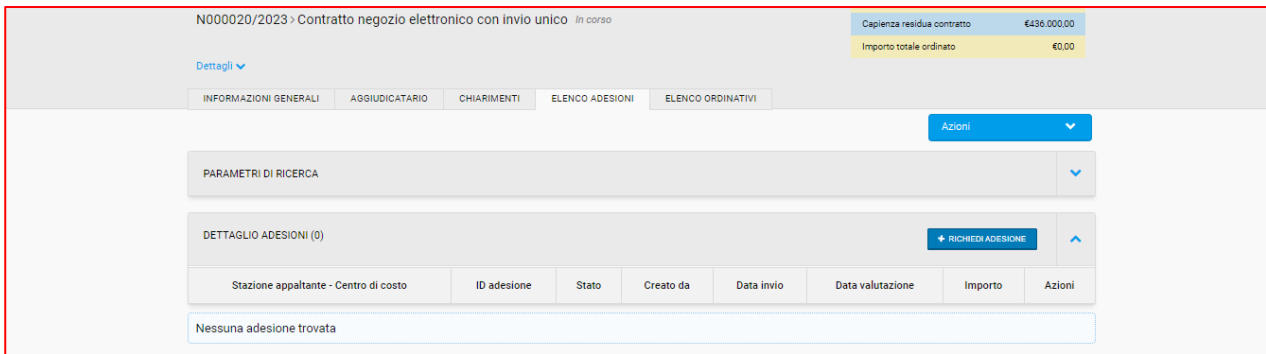 N000020/2023 > Contratto negozio elettronico con invio unico In corso
Capienza residua contratto €436.000,00
Importo totale ordinato €0,00
Dettagli
INFORMAZIONI GENERALI AGGIUDICATARIO CHIARIMENTI ELENCO ADESIONI ELENCO ORDINATIVI
Azioni
PARAMETRI DI RICERCA
DETTAGLIO ADESIONI (0) + RICHIEDI ADESIONE
Stazione appaltante - Centro di costo ID adesione Stato Creato da Data invio Data valutazione Importo Azioni
Nessuna adesione trovata